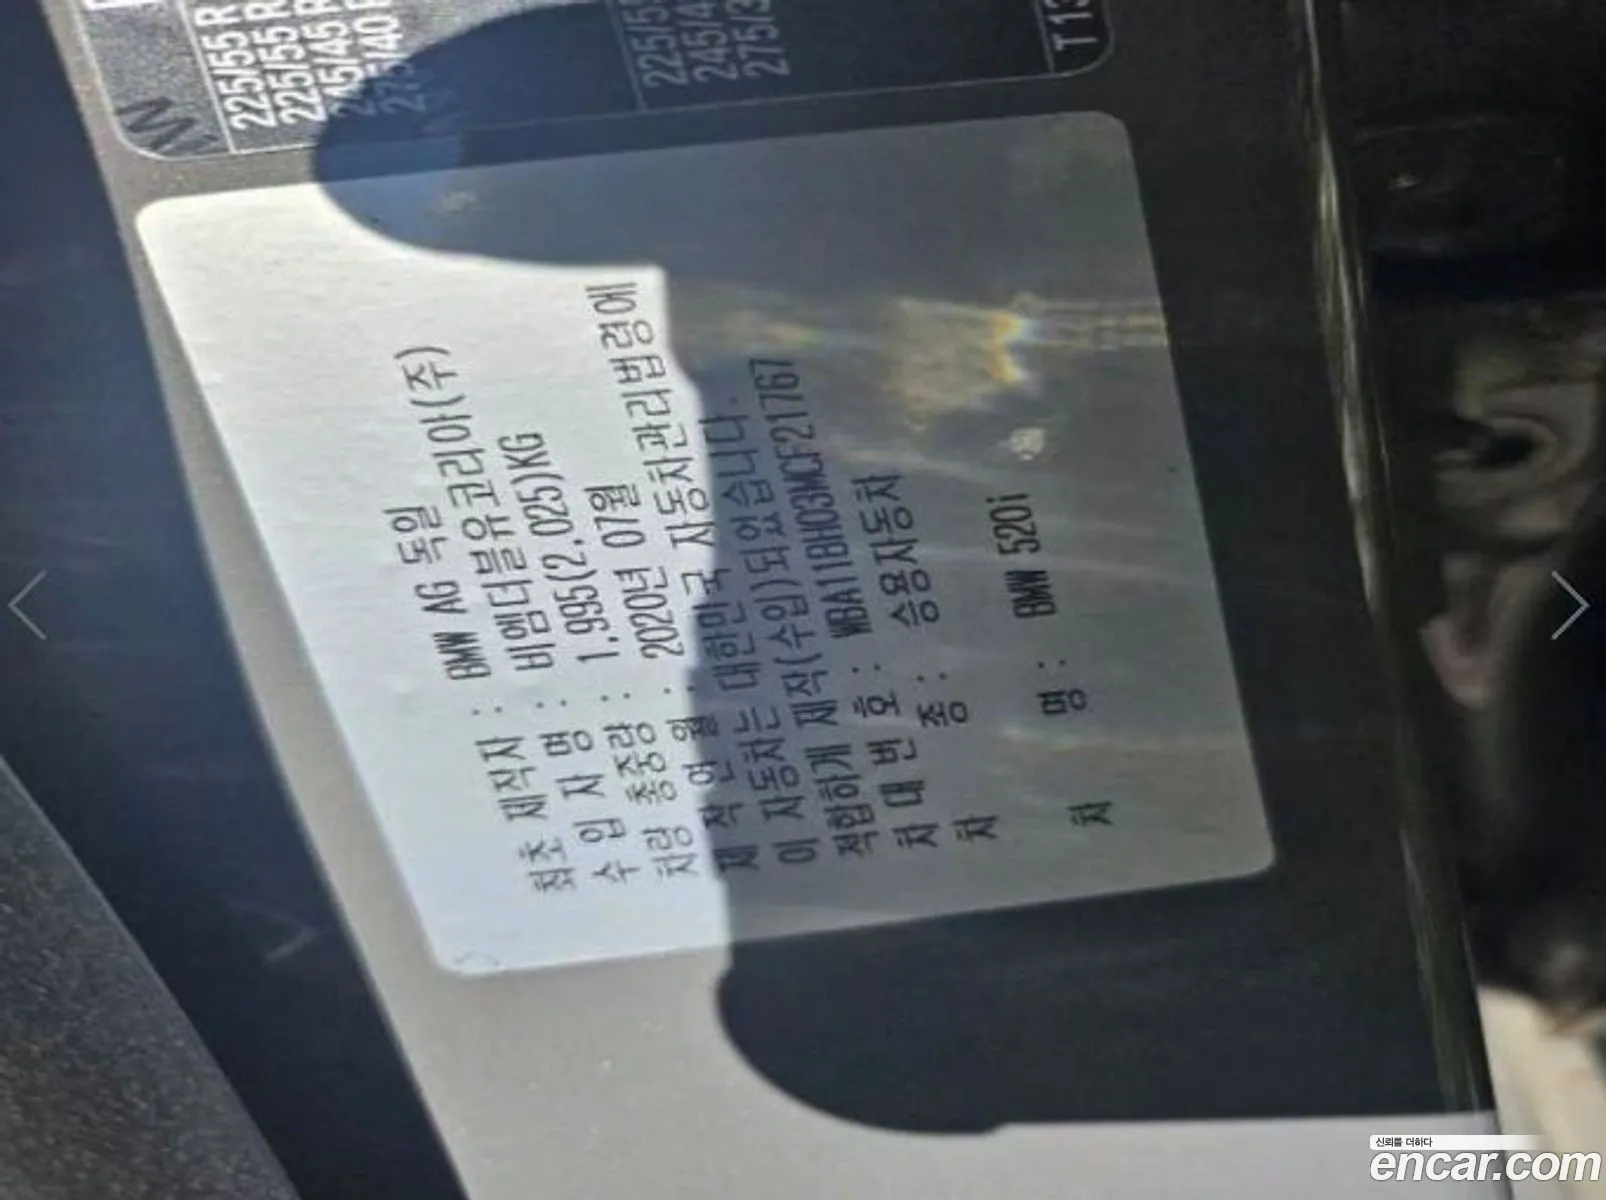 225/55 R
225/55 R
245/45 R
275/40 R
225/55
245/4
275/3
T13
최초 제작자 : BMW AG 독일
수 입 자 명 : 비엠더블유코리아(주)
차량 총중량 : 1.995(2.025)KG
제 작 연 월 : 2020년 07월
이 자동차는 대한민국 자동차관리법령에
적합하게 제작(수입)되었습니다.
차 대 번 호 : WBA11BH03MCF21767
차 종 : 승용자동차
차 명 : BMW 520i
신뢰를 더하다
encar.com